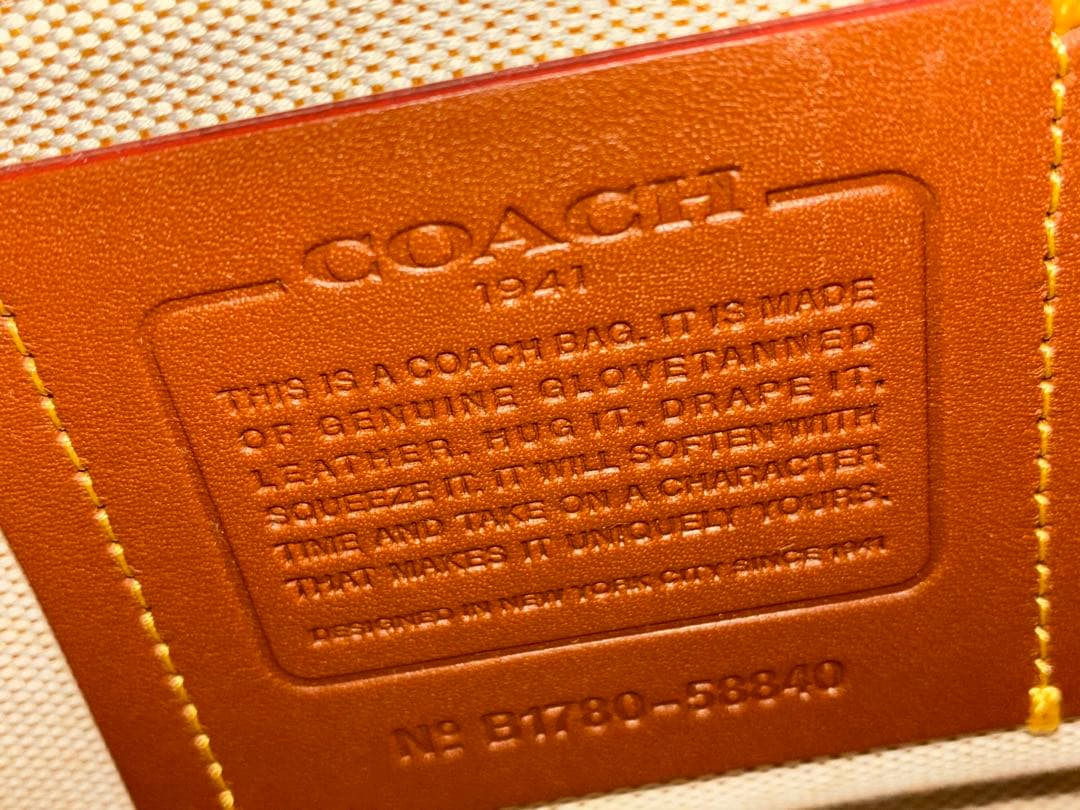 COACH
1941
THIS IS A COACH BAG. IT IS MADE
OF GENUINE GLOVETANNED
LEATHER. HUG IT. DRAPE IT.
SQUEEZE IT. IT WILL SOFTEN WITH
TIME AND TAKE ON A CHARACTER
THAT MAKES IT UNIQUELY YOURS.
DESIGNED IN NEW YORK CITY SINCE 1941
Nº B1780-58840